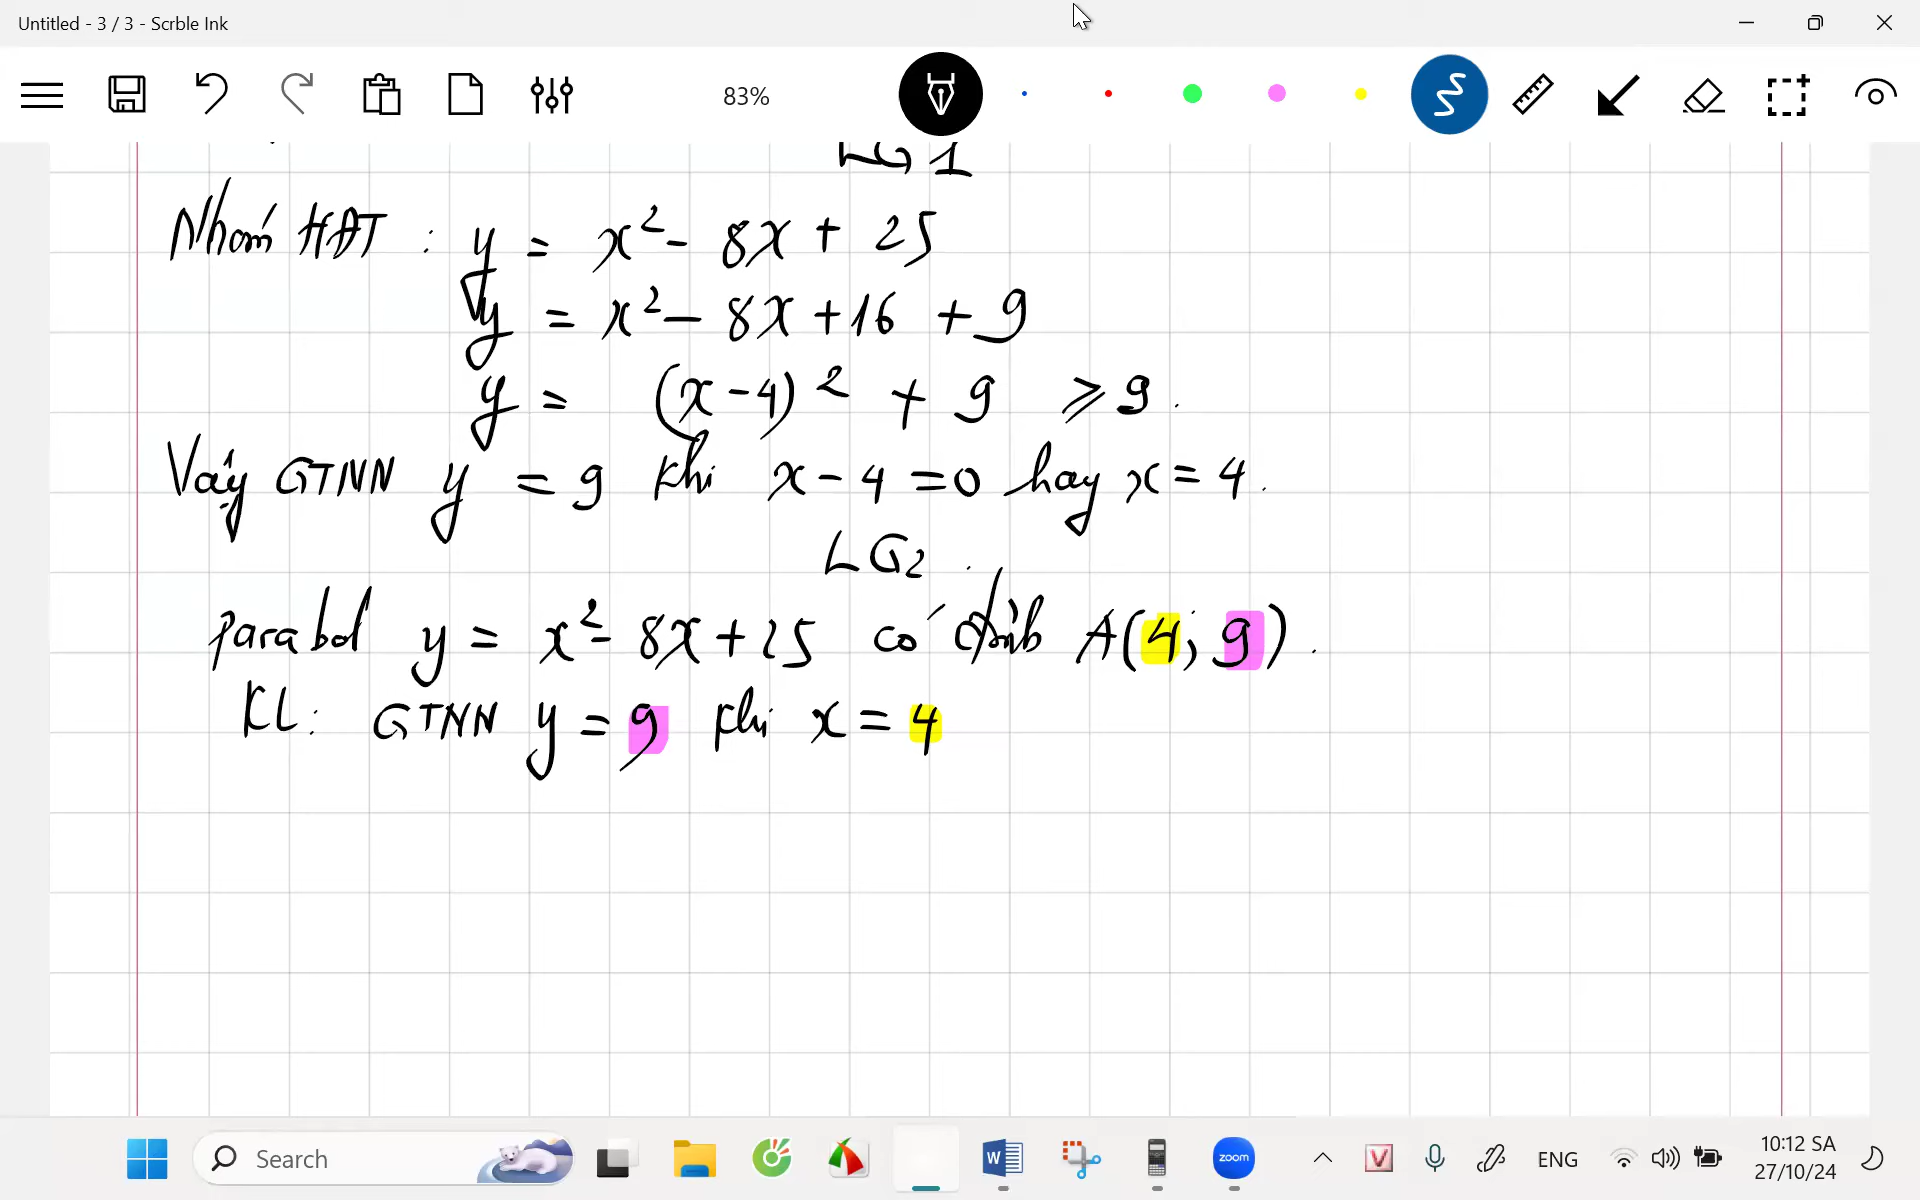 Untitled - 3 / 3 - Scrble Ink
83%
LG1
Nhóm HĐT : y = x² - 8x + 25
y = x² - 8x + 16 + 9
y = (x - 4)² + 9 ⩾ 9.
Vậy GTNN y = 9 khi x - 4 = 0 hay x = 4.
LG2.
parabol y = x² - 8x + 25 có đỉnh A(4; 9).
KL: GTNN y = 9 khi x = 4
Search
zoom
ENG
10:12 SA
27/10/24